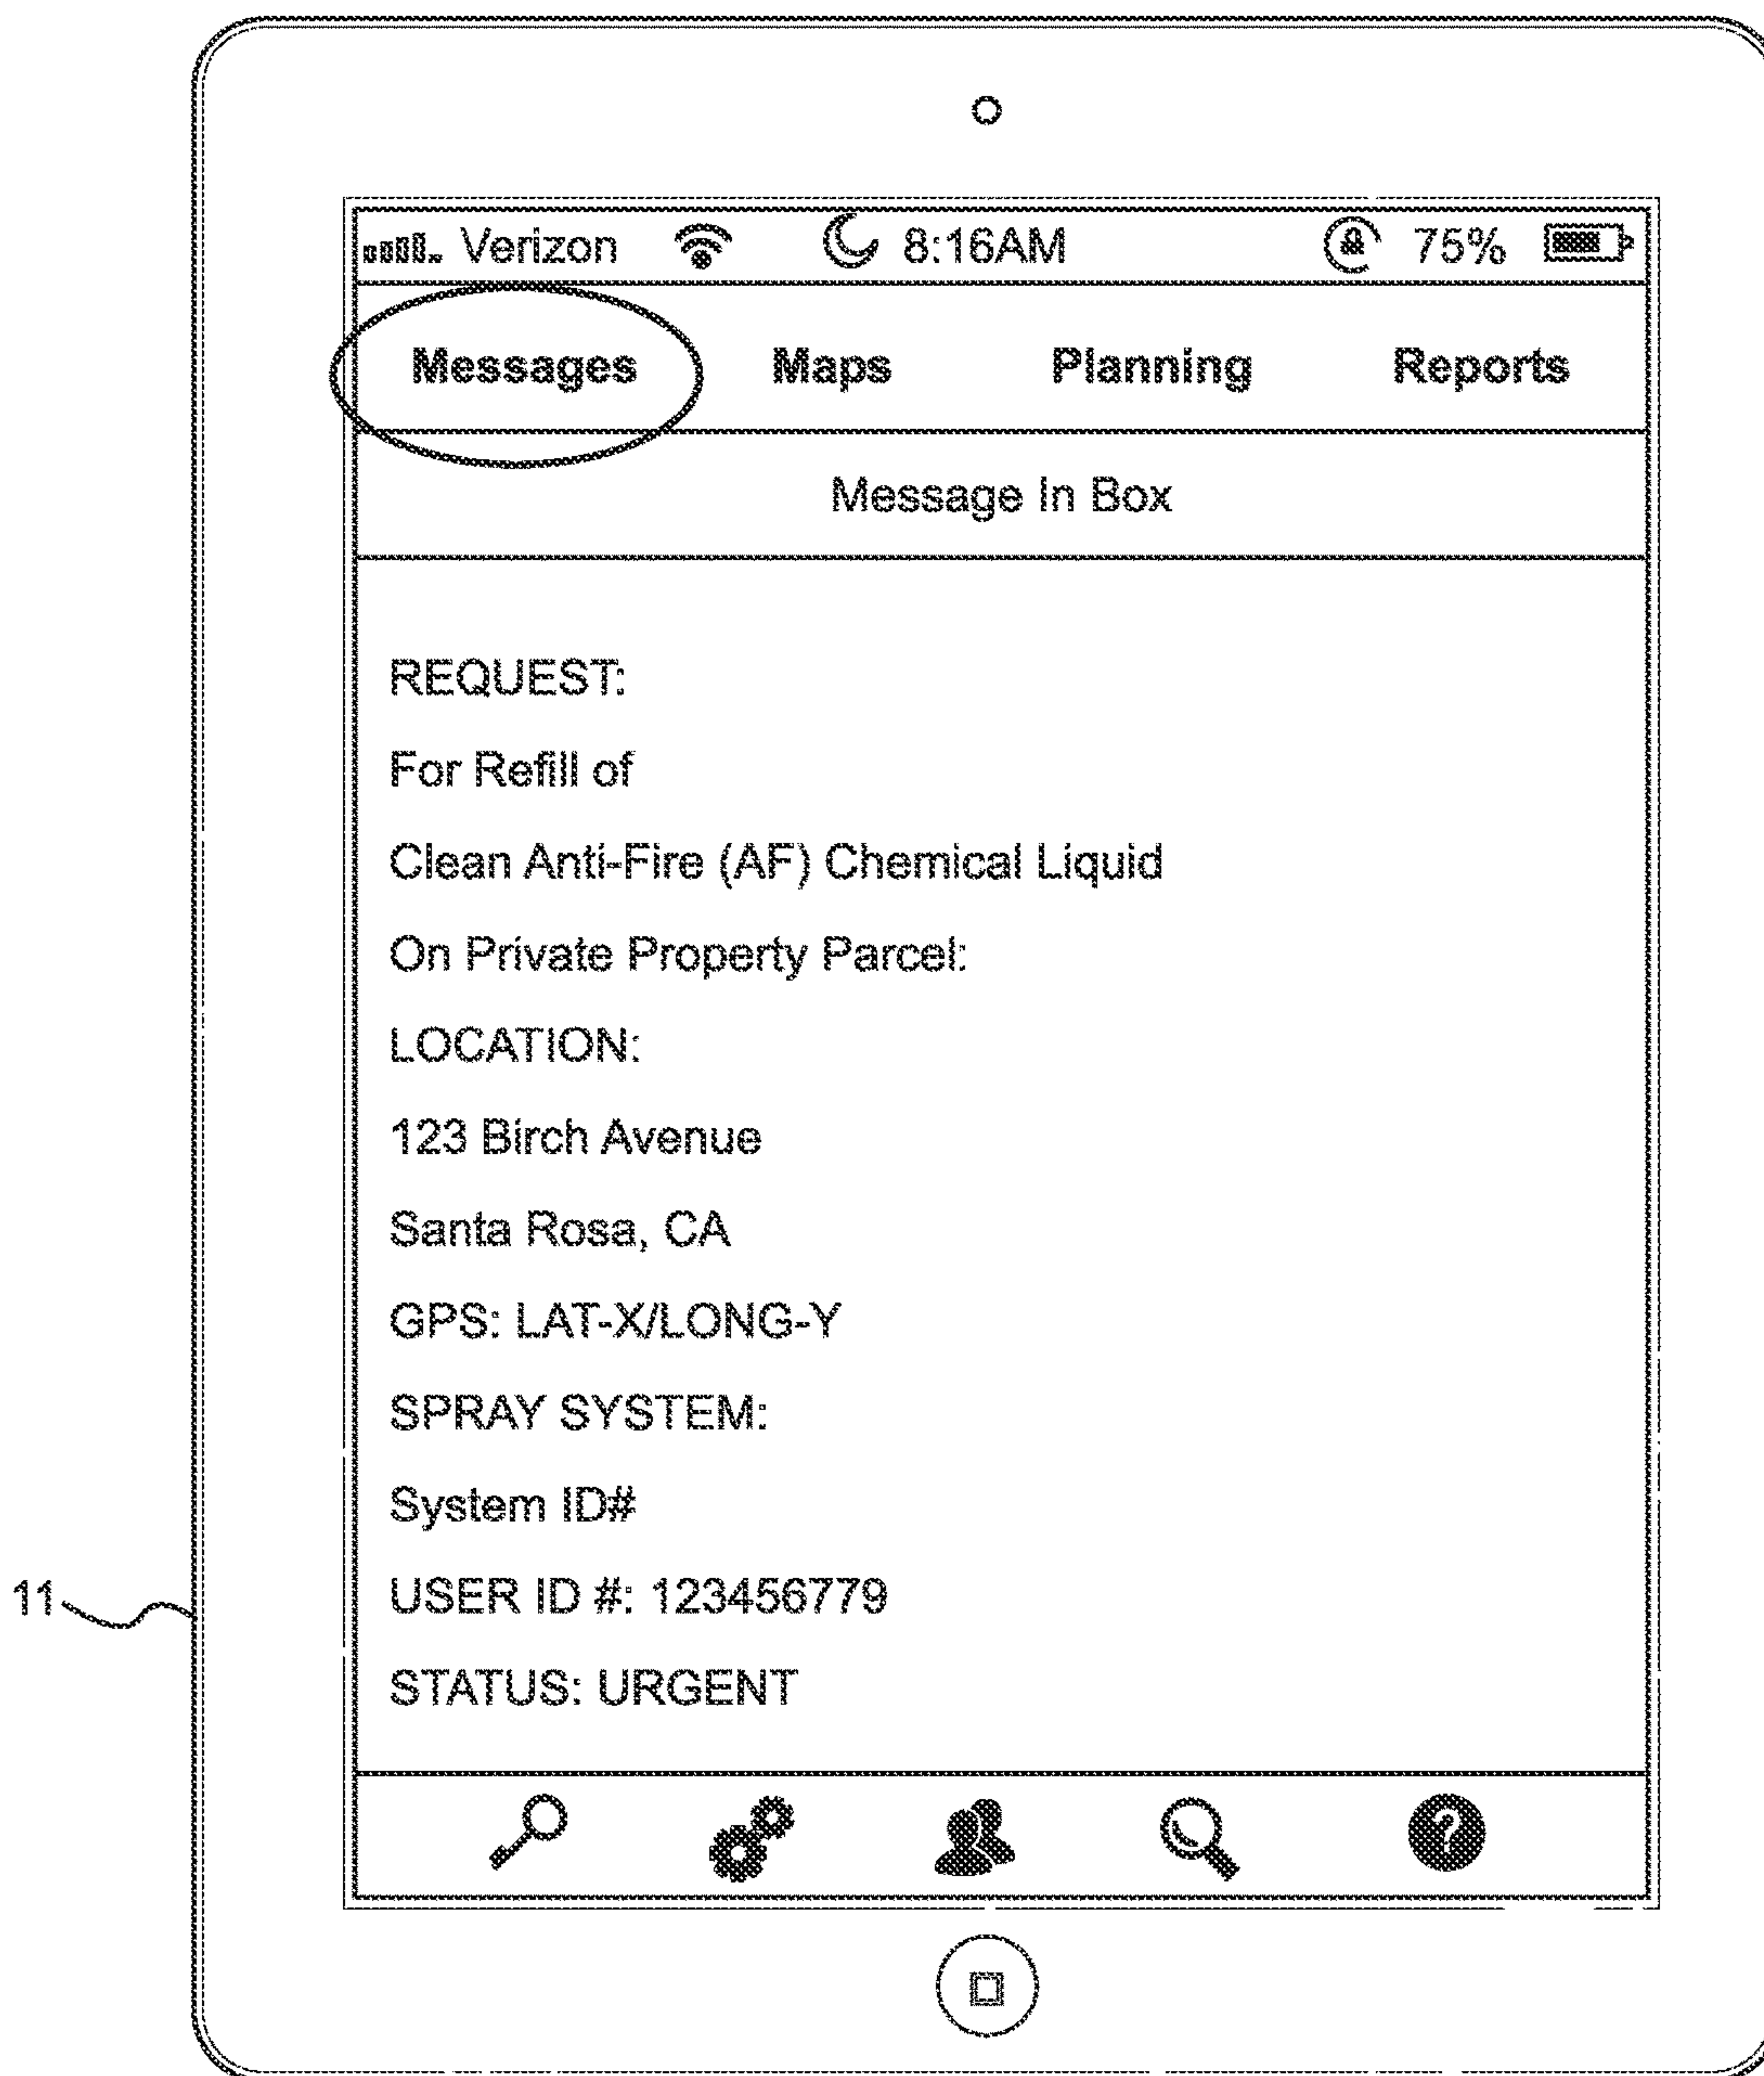 Verizon 8:16AM 75%
Messages Maps Planning Reports
Message In Box
REQUEST:
For Refill of
Clean Anti-Fire (AF) Chemical Liquid
On Private Property Parcel:
LOCATION:
123 Birch Avenue
Santa Rosa, CA
GPS: LAT-X/LONG-Y
SPRAY SYSTEM:
System ID#
11
USER ID #: 123456779
STATUS: URGENT
?